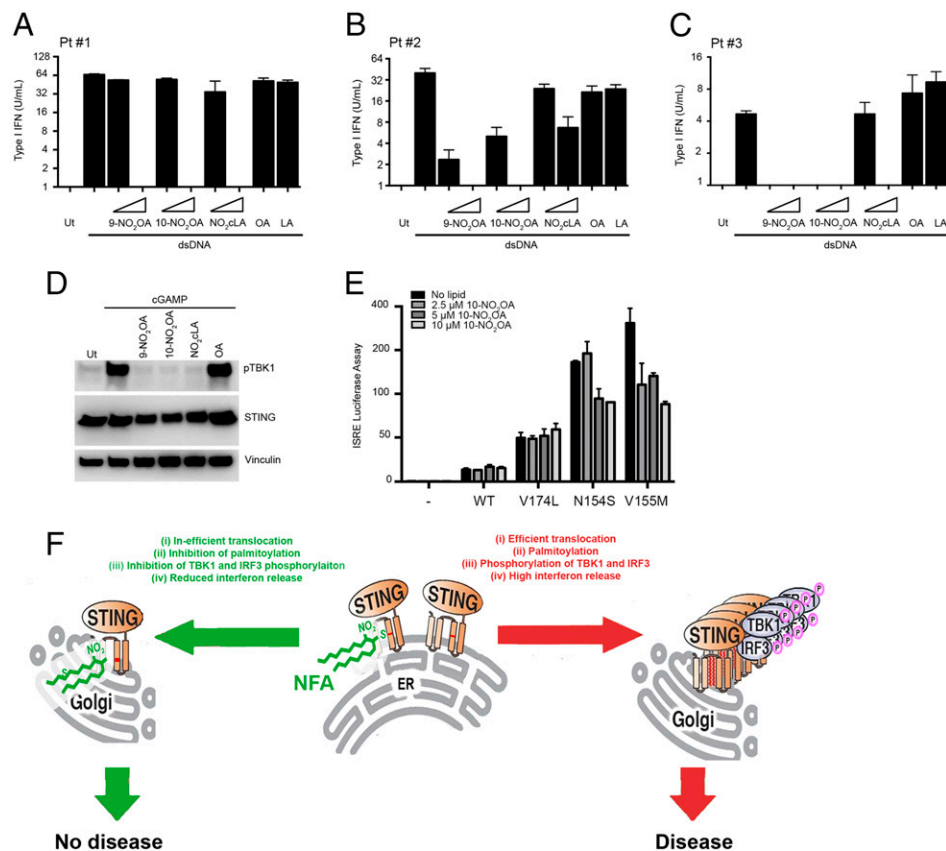 A
Pt #1
Type I IFN (U/mL)
128
64
32
16
8
4
2
1
Ut
9-NO2OA
10-NO2OA
NO2cLA
OA
LA
dsDNA
B
Pt #2
Type I IFN (U/mL)
64
32
16
8
4
2
1
Ut
9-NO2OA
10-NO2OA
NO2cLA
OA
LA
dsDNA
C
Pt #3
Type I IFN (U/mL)
16
8
4
2
1
Ut
9-NO2OA
10-NO2OA
NO2cLA
OA
LA
dsDNA
D
cGAMP
Ut
9-NO2OA
10-NO2OA
NO2cLA
OA
pTBK1
STING
Vinculin
E
No lipid
2.5 µM 10-NO2OA
5 µM 10-NO2OA
10 µM 10-NO2OA
ISRE Luciferase Assay
400
200
100
50
0
-
WT
V174L
N154S
V155M
F
(i) In-efficient translocation
(ii) Inhibition of palmitoylation
(iii) Inhibition of TBK1 and IRF3 phosphorylaiton
(iv) Reduced interferon release
(i) Efficient translocation
(ii) Palmitoylation
(iii) Phosphorylation of TBK1 and IRF3
(iv) High interferon release
STING
NO2
S
Golgi
STING
STING
NO2
S
NFA
ER
STING
TBK1
IRF3
P
P
P
P
P
P
P
P
Golgi
No disease
Disease